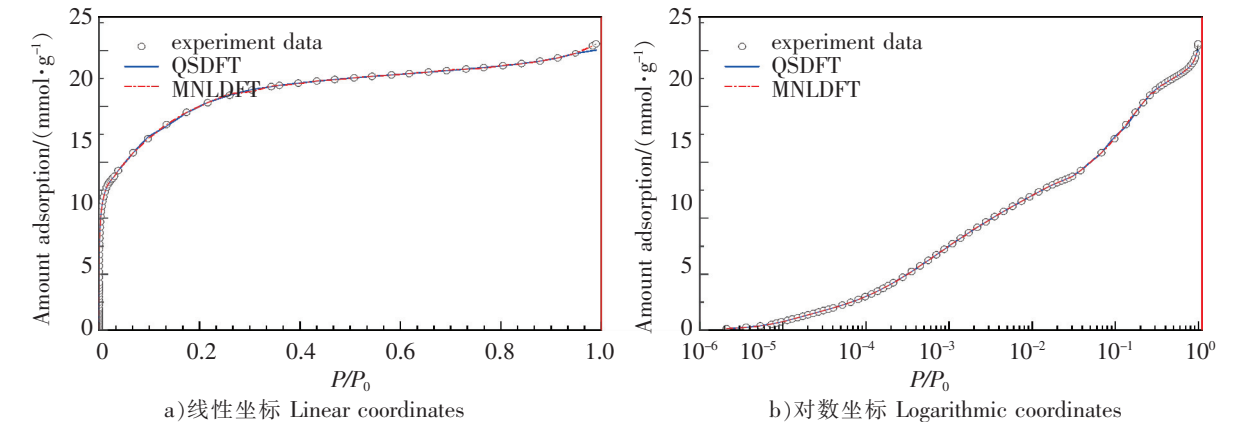 25
20
15
10
5
0
Amount adsorption/(mmol·g⁻¹)
experiment data
QSDFT
MNLDFT
0 0.2 0.4 0.6 0.8 1.0
P/P₀
a)线性坐标 Linear coordinates
25
20
15
10
5
0
Amount adsorption/(mmol·g⁻¹)
experiment data
QSDFT
MNLDFT
10⁻⁶ 10⁻⁵ 10⁻⁴ 10⁻³ 10⁻² 10⁻¹ 10⁰
P/P₀
b)对数坐标 Logarithmic coordinates